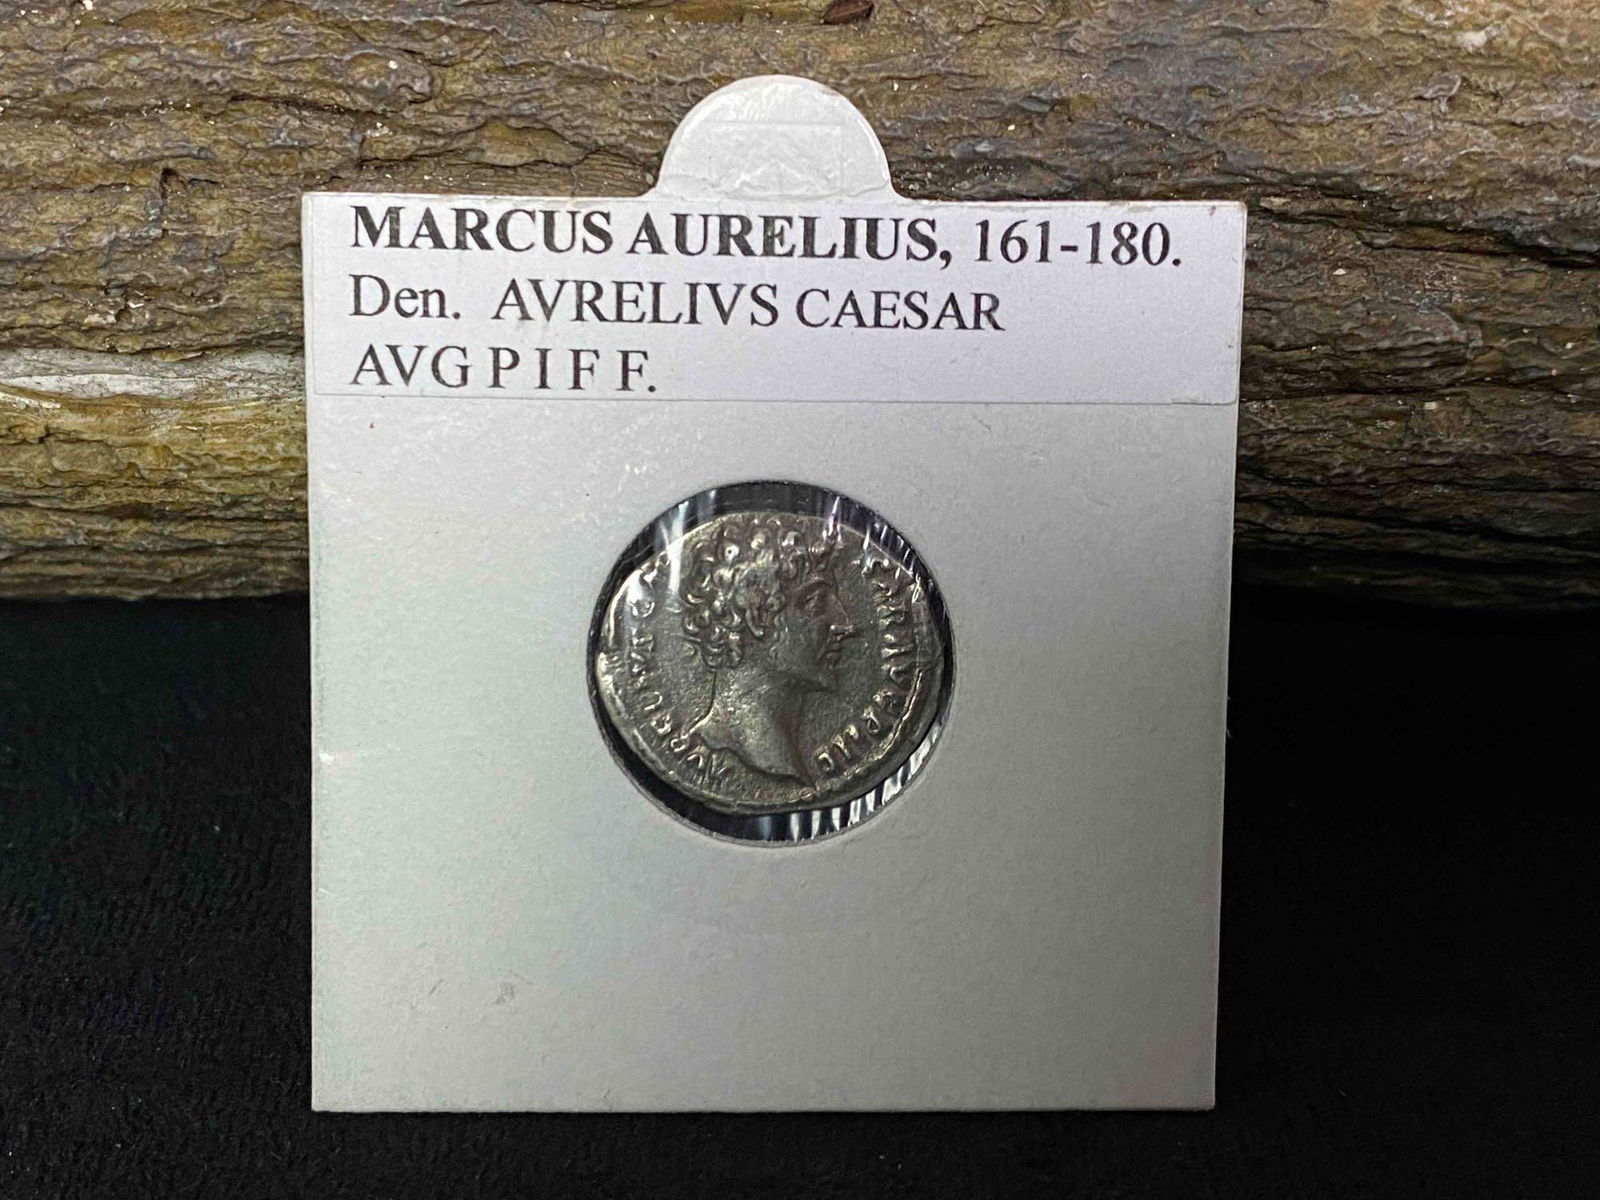 MARCUS AURELIUS, 161-180.
Den. AVRELIVS CAESAR
AVG P I F F.